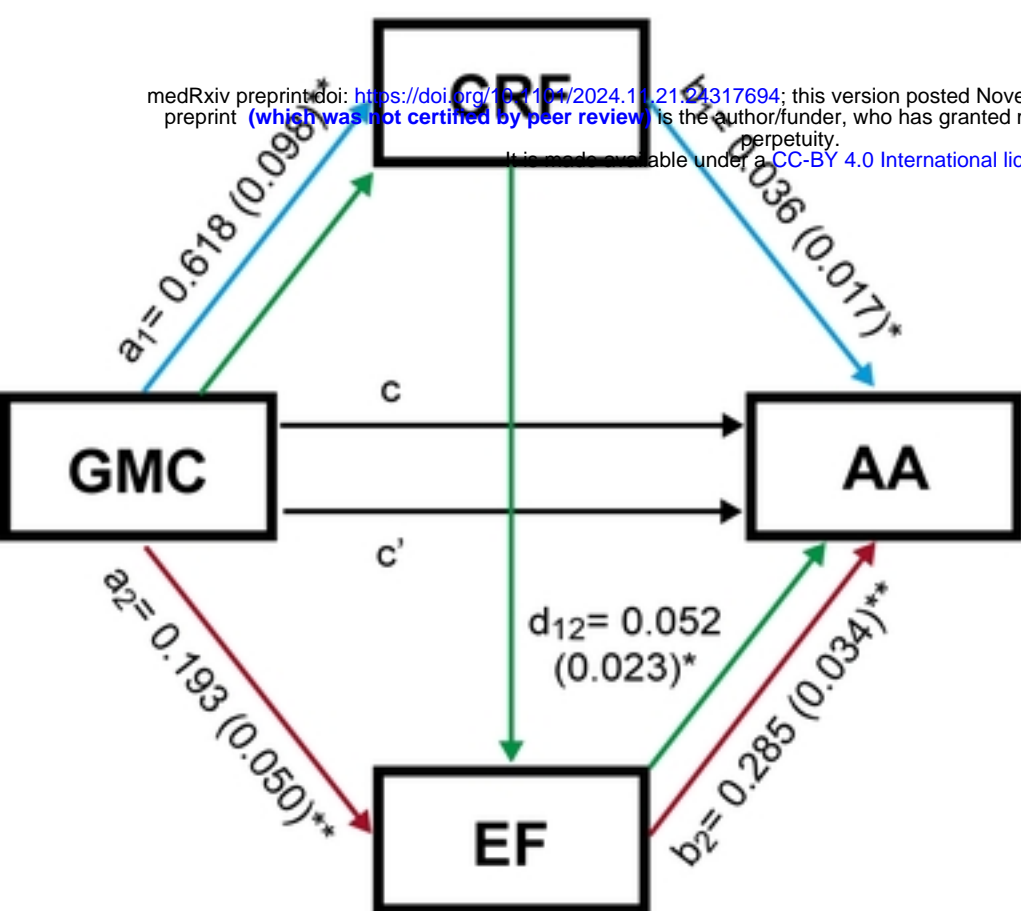 CRF
medRxiv preprint doi: https://doi.org/10.1101/2024.11.21.24317694; this version posted Nove
preprint (which was not certified by peer review) is the author/funder, who has granted
perpetuity.
It is made available under a CC-BY 4.0 International lic
a1= 0.618 (0.098)**
b1= 0.036 (0.017)*
c
GMC
AA
c'
a2= 0.193 (0.050)**
d12= 0.052
(0.023)*
b2= 0.285 (0.034)**
EF